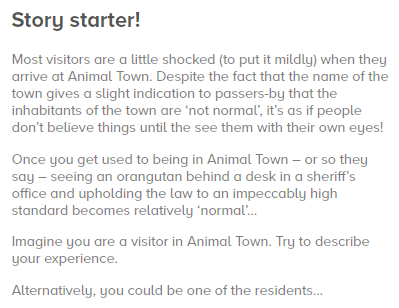 Story starter!
Most visitors are a little shocked (to put it mildly) when they
arrive at Animal Town. Despite the fact that the name of the
town gives a slight indication to passers-by that the
inhabitants of the town are ‘not normal’, it’s as if people
don’t believe things until the see them with their own eyes!
Once you get used to being in Animal Town – or so they
say – seeing an orangutan behind a desk in a sheriff’s
office and upholding the law to an impeccably high
standard becomes relatively ‘normal’…
Imagine you are a visitor in Animal Town. Try to describe
your experience.
Alternatively, you could be one of the residents…